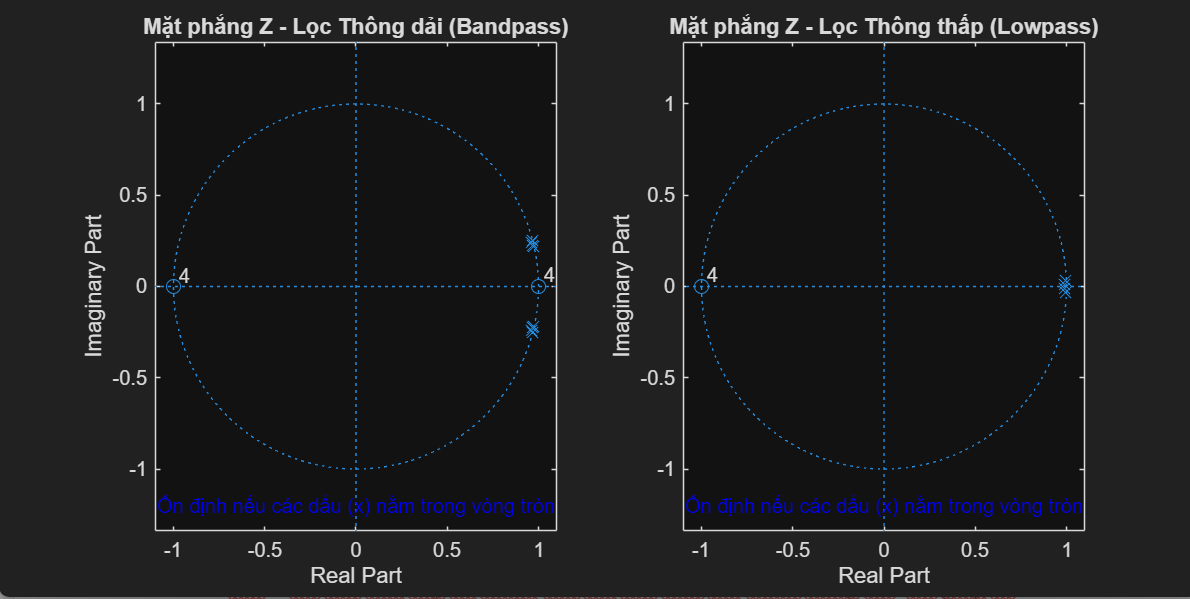 Mặt phẳng Z - Lọc Thông dải (Bandpass)
1
0.5
0
-0.5
-1
Imaginary Part
4
4
Ổn định nếu các dấu (x) nằm trong vòng tròn
-1
-0.5
0
0.5
1
Real Part
Mặt phẳng Z - Lọc Thông thấp (Lowpass)
1
0.5
0
-0.5
-1
Imaginary Part
4
Ổn định nếu các dấu (x) nằm trong vòng tròn
-1
-0.5
0
0.5
1
Real Part